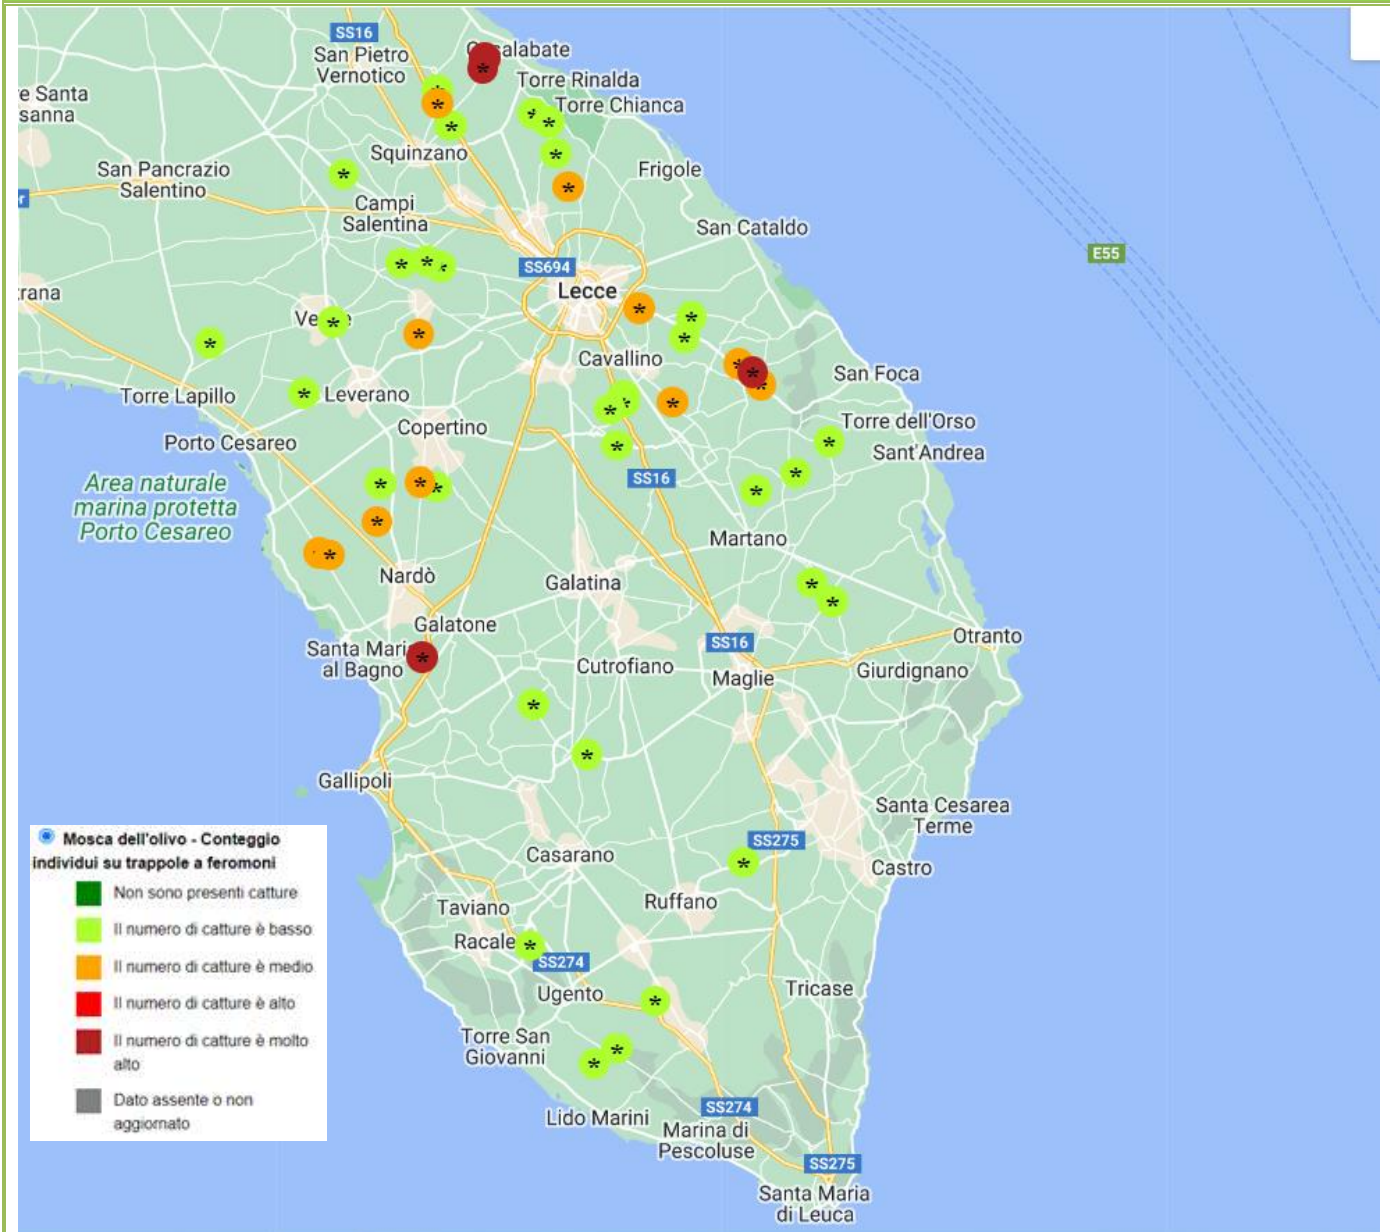 SS16
San Pietro
Vernotico
salabate
Torre Rinalda
Torre Chianca
e Santa
sanna
Squinzano
San Pancrazio
Salentino
Frigole
Campi
Salentina
San Cataldo
E55
SS694
Lecce
rana
Ve
Cavallino
San Foca
Torre Lapillo
Leverano
Torre dell'Orso
Copertino
Porto Cesareo
Sant'Andrea
SS16
Area naturale
marina protetta
Porto Cesareo
Martano
Nardò
Galatina
Galatone
Otranto
SS16
Santa Mari
al Bagno
Cutrofiano
Maglie
Giurdignano
Gallipoli
Santa Cesarea
Terme
SS275
Casarano
Castro
Taviano
Ruffano
Racale
SS274
Ugento
Tricase
Torre San
Giovanni
Lido Marini
SS274
Marina di
Pescoluse
SS275
Santa Maria
di Leuca
Mosca dell'olivo - Conteggio
individui su trappole a feromoni
Non sono presenti catture
Il numero di catture è basso
Il numero di catture è medio
Il numero di catture è alto
Il numero di catture è molto
alto
Dato assente o non
aggiornato